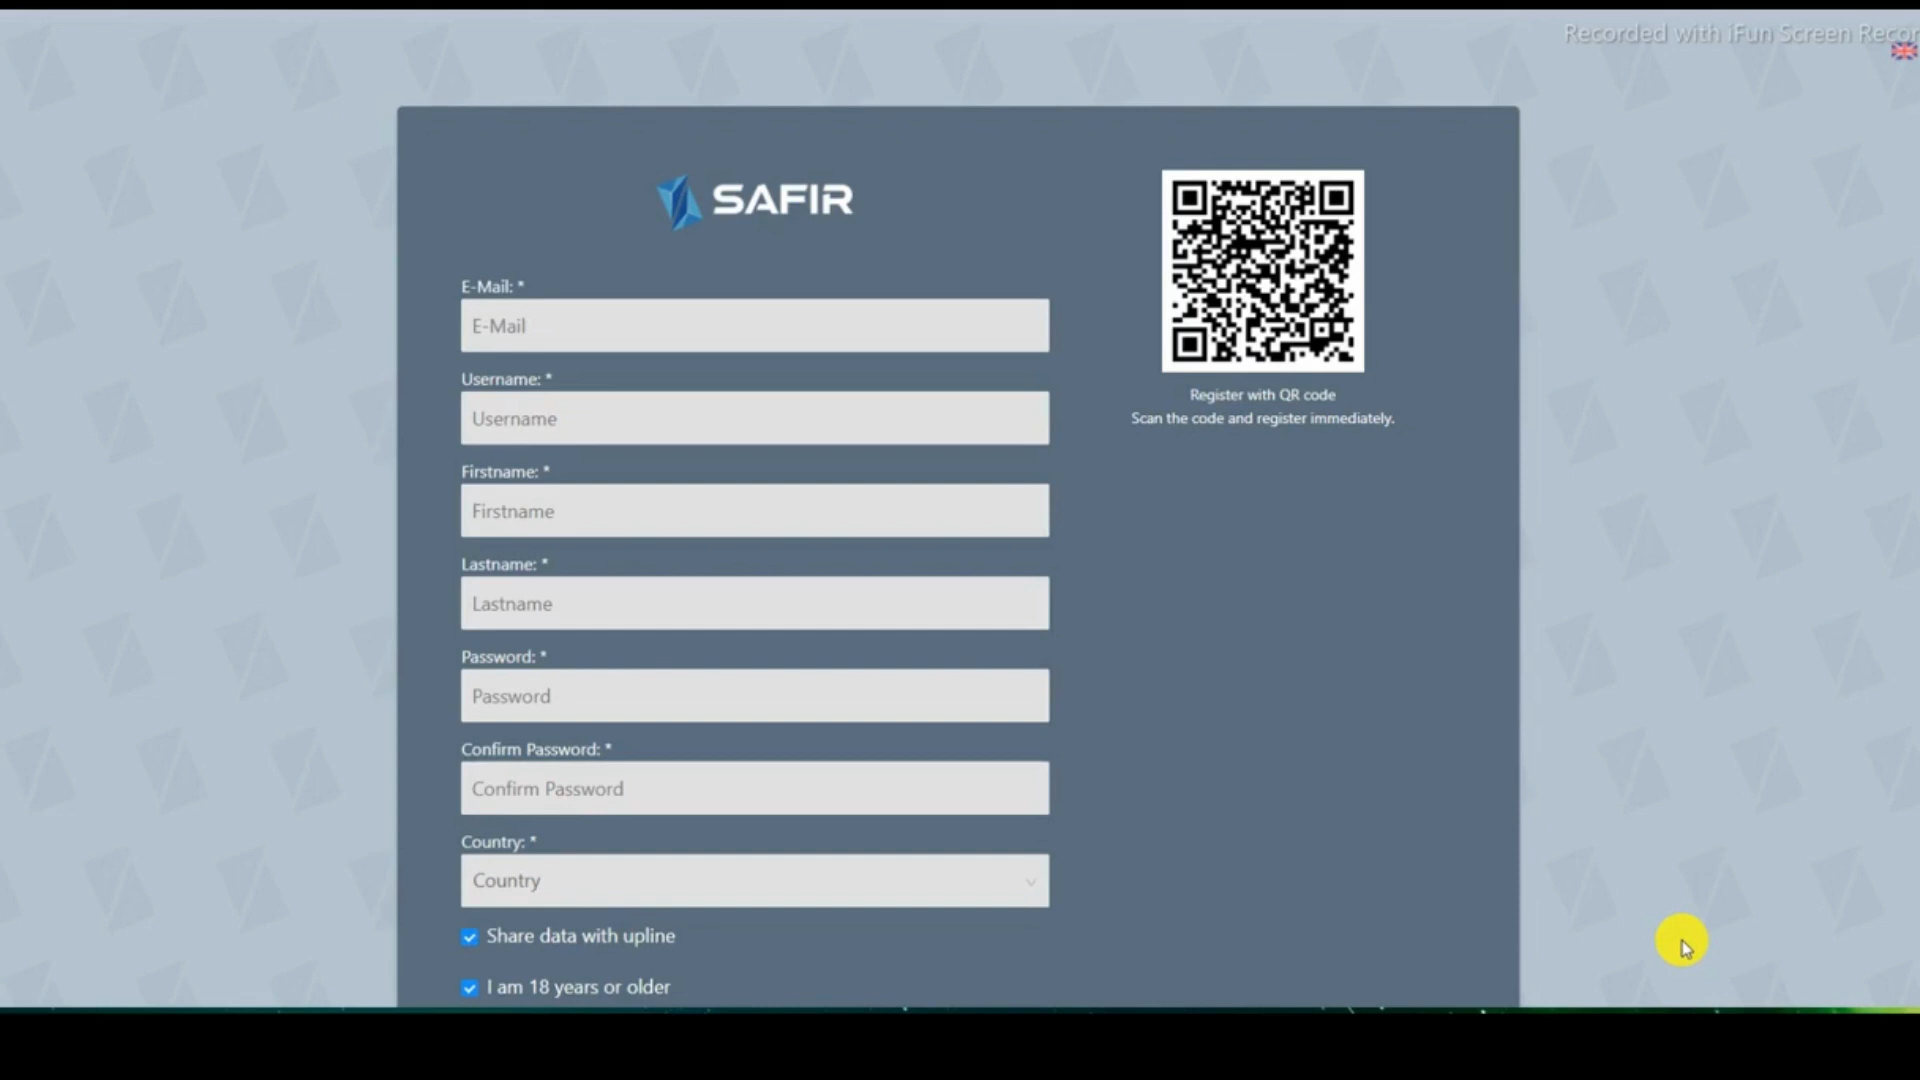 Recorded with iFun Screen Recor
SAFIR
E-Mail: *
E-Mail
Username: *
Username
Firstname: *
Firstname
Lastname: *
Lastname
Password: *
Password
Confirm Password: *
Confirm Password
Country: *
Country
Share data with upline
I am 18 years or older
Register with QR code
Scan the code and register immediately.